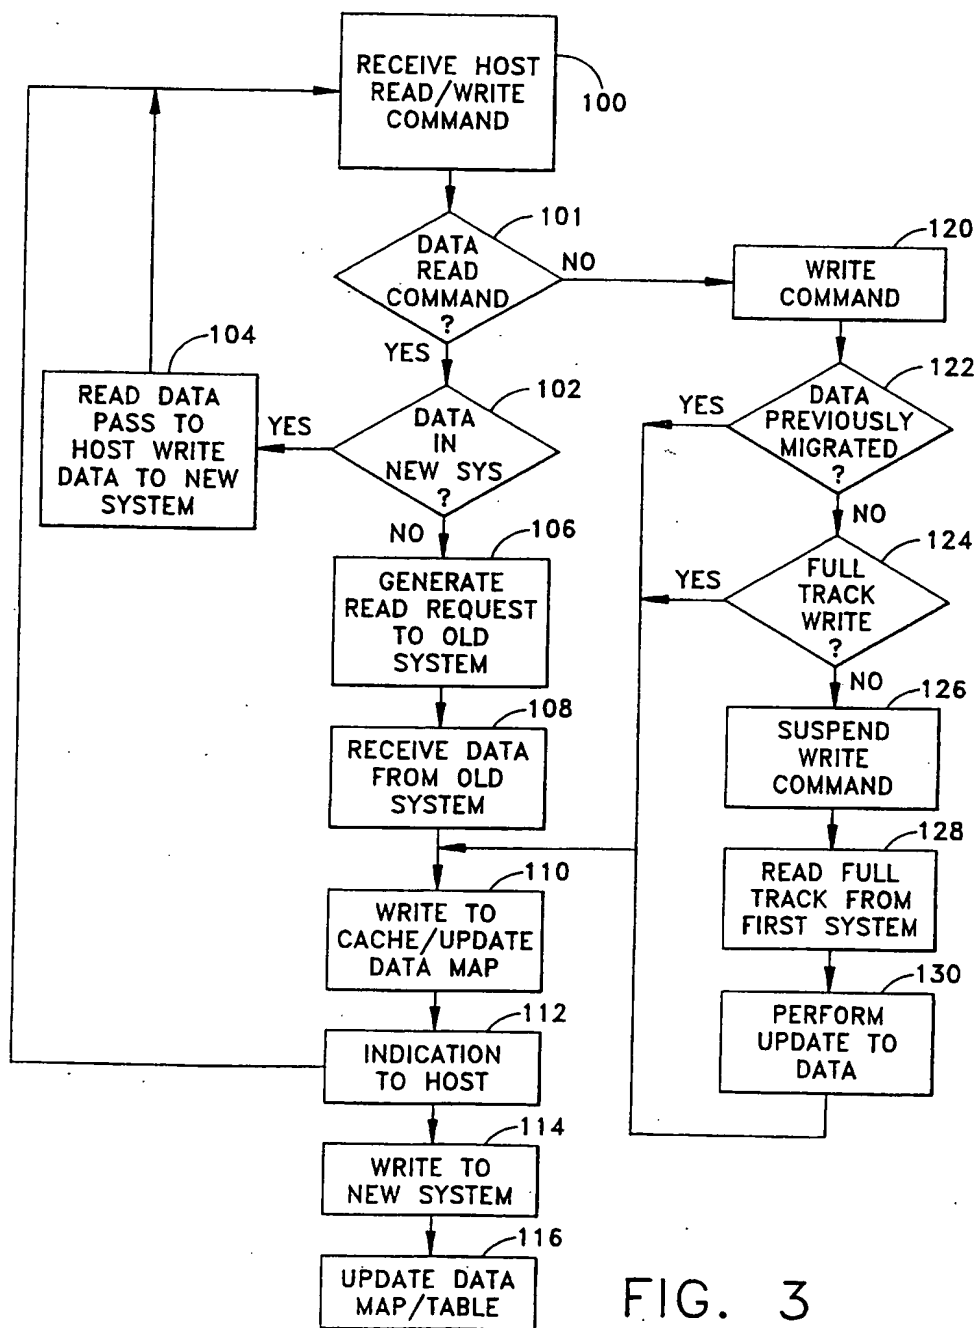 RECEIVE HOST
READ/WRITE
COMMAND
100
DATA
READ
COMMAND
?
101
NO
YES
120
WRITE
COMMAND
104
READ DATA
PASS TO
HOST WRITE
DATA TO NEW
SYSTEM
YES
102
DATA
IN
NEW SYS
?
NO
122
DATA
PREVIOUSLY
MIGRATED
?
YES
NO
106
GENERATE
READ REQUEST
TO OLD
SYSTEM
124
FULL
TRACK
WRITE
?
YES
NO
108
RECEIVE DATA
FROM OLD
SYSTEM
126
SUSPEND
WRITE
COMMAND
128
READ FULL
TRACK FROM
FIRST SYSTEM
110
WRITE TO
CACHE/UPDATE
DATA MAP
130
PERFORM
UPDATE TO
DATA
112
INDICATION
TO HOST
114
WRITE TO
NEW SYSTEM
116
UPDATE DATA
MAP/TABLE
FIG. 3